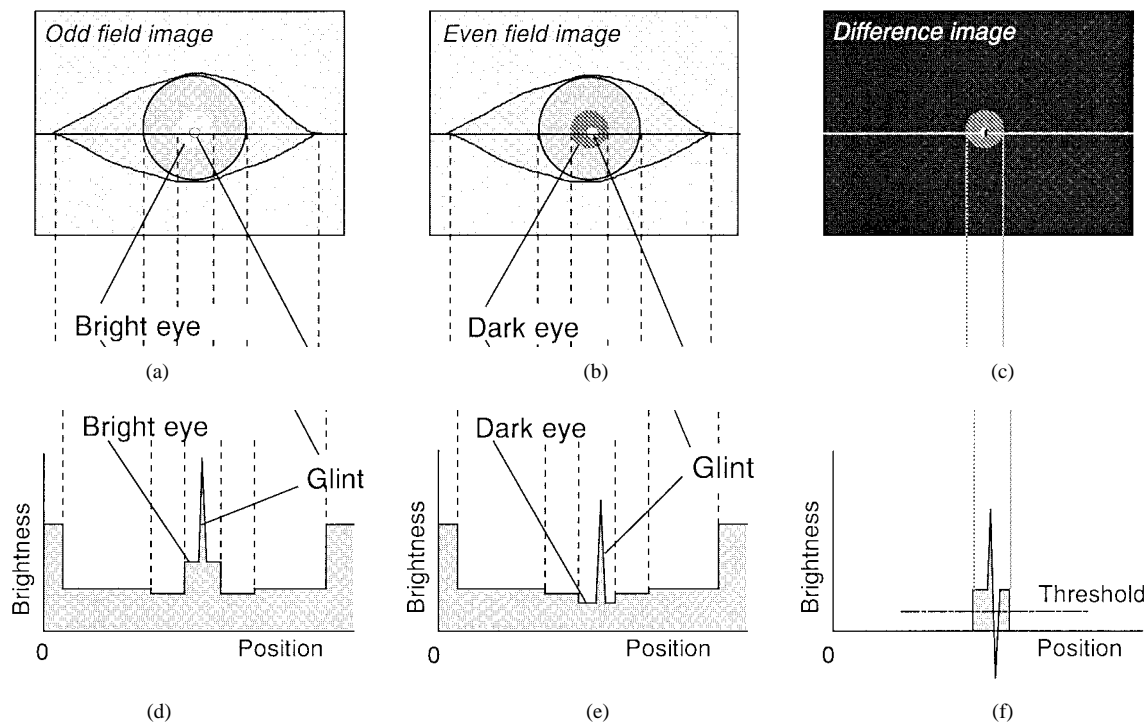 Odd field image
Even field image
Difference image
Bright eye
Dark eye
(a)
(b)
(c)
Bright eye
Glint
Brightness
0
Position
Dark eye
Glint
Brightness
0
Position
Brightness
Threshold
0
Position
(d)
(e)
(f)